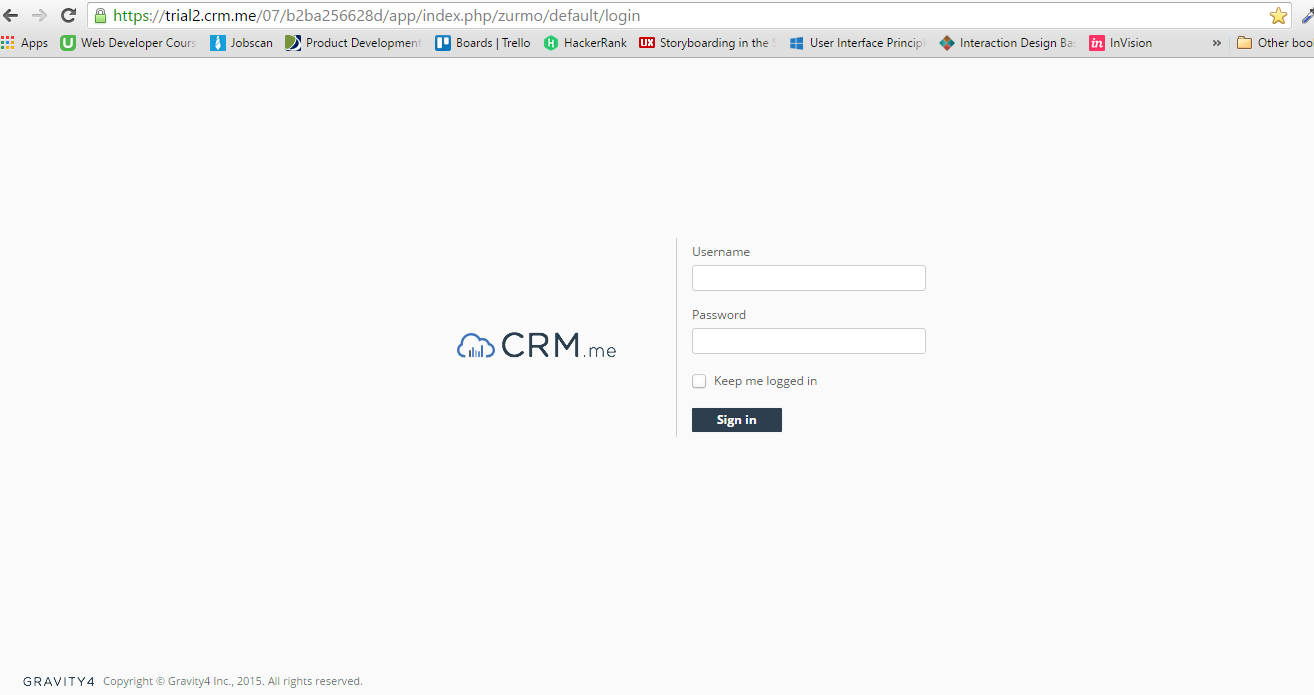 https://trial2.crm.me/07/b2ba256628d/app/index.php/zurmo/default/login
Apps Web Developer Cours Jobscan Product Development Boards | Trello HackerRank UX Storyboarding in the S User Interface Princip Interaction Design Bas in InVision » Other boo
Username
Password
CRM.me
Keep me logged in
Sign in
GRAVITY4 Copyright © Gravity4 Inc., 2015. All rights reserved.